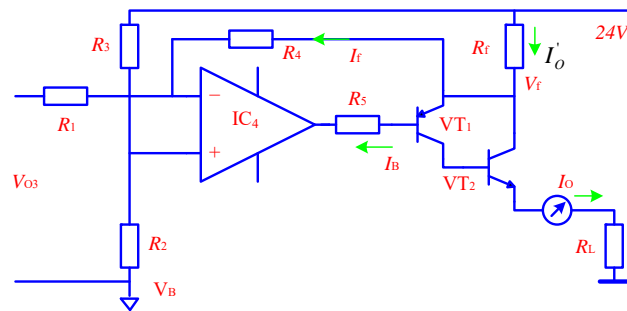 R3
R4
If
Rf
I'O
24V
Vf
R1
−
IC4
R5
VT1
+
IB
VO3
VT2
IO
R2
RL
VB